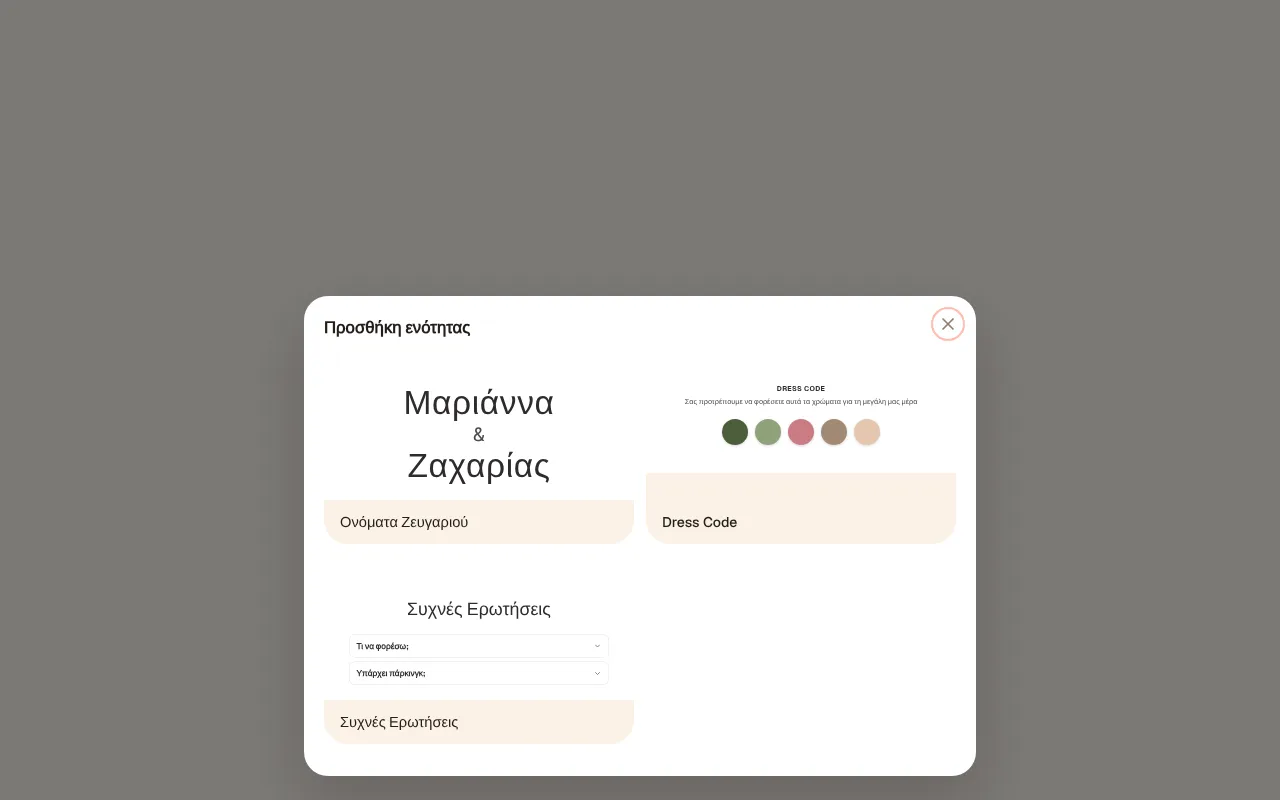 Προσθήκη ενότητας
Μαριάννα
&
Ζαχαρίας
Ονόματα Ζευγαριού
DRESS CODE
Σας προτρέπουμε να φορέσετε αυτά τα χρώματα για τη μεγάλη μας μέρα
Dress Code
Συχνές Ερωτήσεις
Τι να φορέσω;
Υπάρχει πάρκινγκ;
Συχνές Ερωτήσεις